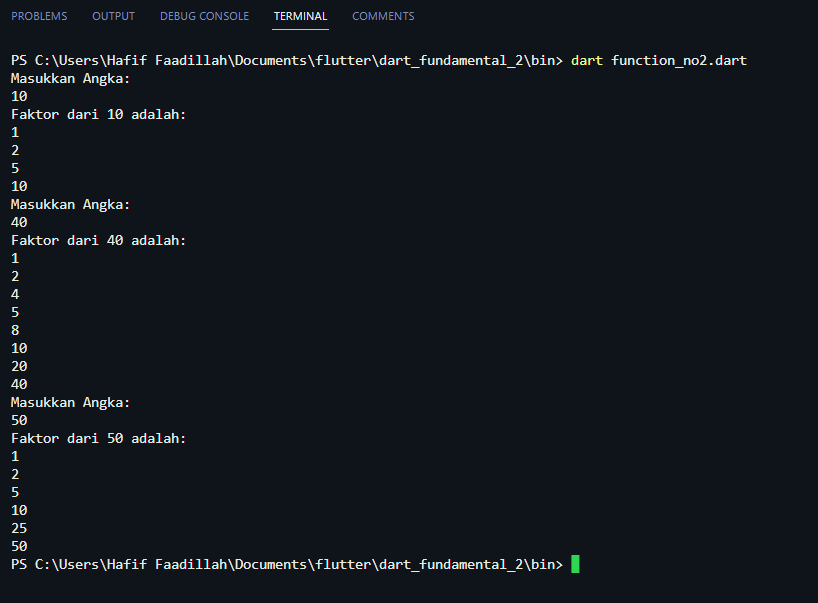 PROBLEMS OUTPUT DEBUG CONSOLE TERMINAL COMMENTS
PS C:\Users\Hafif Faadillah\Documents\flutter\dart_fundamental_2\bin> dart function_no2.dart
Masukkan Angka:
10
Faktor dari 10 adalah:
1
2
5
10
Masukkan Angka:
40
Faktor dari 40 adalah:
1
2
4
5
8
10
20
40
Masukkan Angka:
50
Faktor dari 50 adalah:
1
2
5
10
25
50
PS C:\Users\Hafif Faadillah\Documents\flutter\dart_fundamental_2\bin>